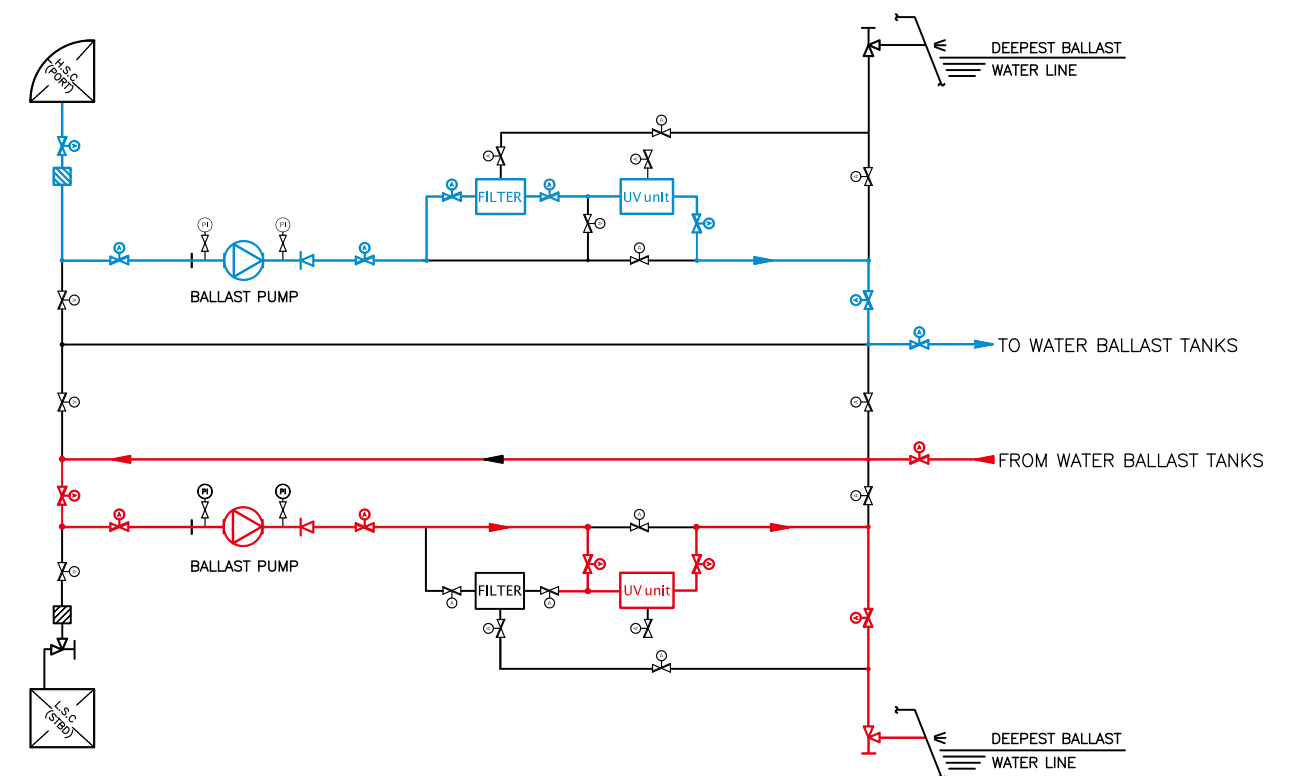 DEEPEST BALLAST
WATER LINE
H.S.C
(PORT)
A
A
A
A
A
A
FILTER
A
UV unit
PI
PI
A
A
A
A
A
BALLAST PUMP
A
A
A
TO WATER BALLAST TANKS
A
A
A
FROM WATER BALLAST TANKS
A
PI
PI
A
A
A
A
BALLAST PUMP
A
A
A
FILTER
UV unit
A
A
A
A
A
A
L.S.C
(STBD)
DEEPEST BALLAST
WATER LINE